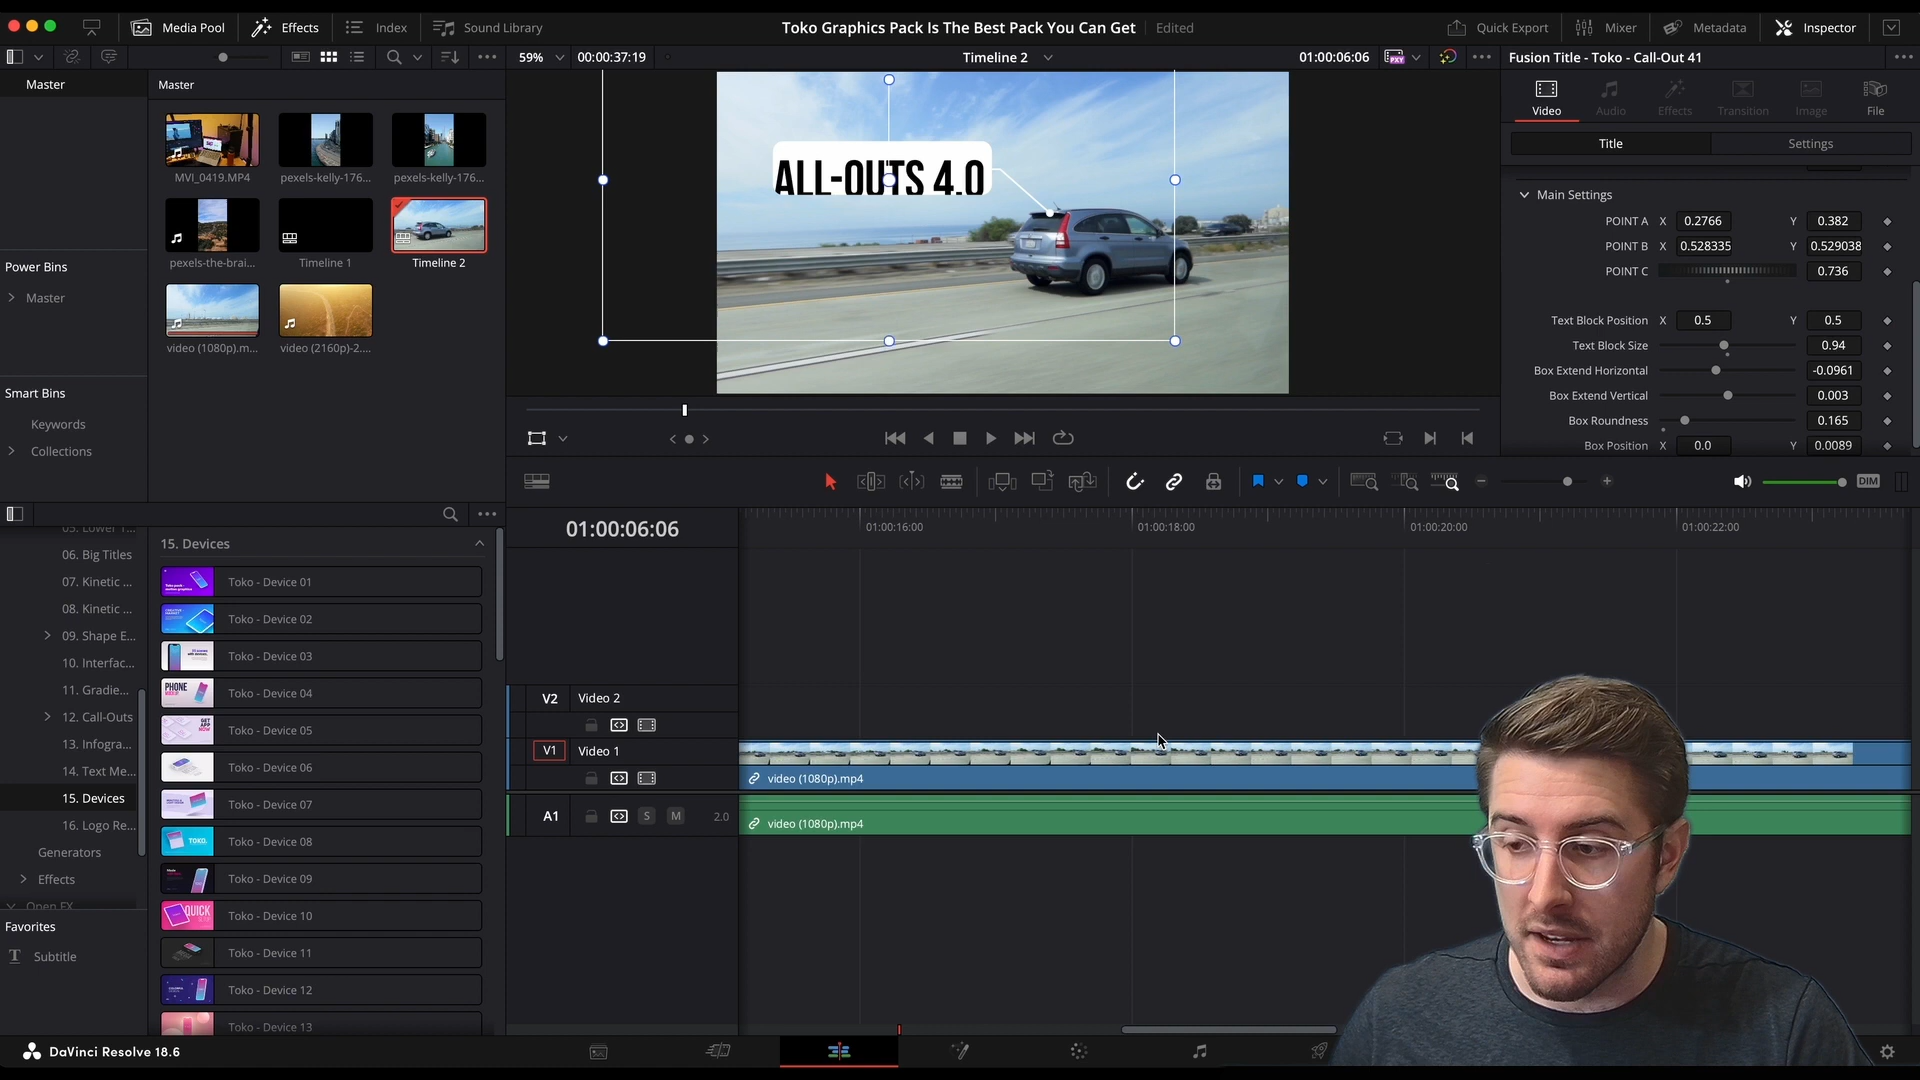 Media Pool
Effects
Index
Sound Library
Toko Graphics Pack Is The Best Pack You Can Get
Edited
Quick Export
Mixer
Metadata
Inspector
59%
00:00:37:19
Timeline 2
01:00:06:06
PXY
Fusion Title - Toko - Call-Out 41
Master
Master
MVI_0419.MP4
pexels-kelly-176...
pexels-kelly-176...
pexels-the-brai...
Timeline 1
Timeline 2
video (1080p).m...
video (2160p)-2....
Power Bins
Master
Smart Bins
Keywords
Collections
ALL-OUTS 4.0
Video
Audio
Effects
Transition
Image
File
Title
Settings
Main Settings
POINT A X 0.2766 Y 0.382
POINT B X 0.528335 Y 0.529038
POINT C 0.736
Text Block Position X 0.5 Y 0.5
Text Block Size 0.94
Box Extend Horizontal -0.0961
Box Extend Vertical 0.003
Box Roundness 0.165
Box Position X 0.0 Y 0.0089
DIM
06. Big Titles
07. Kinetic ...
08. Kinetic ...
09. Shape E...
10. Interfac...
11. Gradie...
12. Call-Outs
13. Infogra...
14. Text Me...
15. Devices
16. Logo Re...
Generators
Effects
Open FX
Favorites
Subtitle
15. Devices
Toko - Device 01
Toko - Device 02
Toko - Device 03
Toko - Device 04
Toko - Device 05
Toko - Device 06
Toko - Device 07
Toko - Device 08
Toko - Device 09
Toko - Device 10
Toko - Device 11
Toko - Device 12
Toko - Device 13
01:00:06:06
01:00:16:00
01:00:18:00
01:00:20:00
01:00:22:00
V2 Video 2
V1 Video 1
video (1080p).mp4
A1 S M 2.0
video (1080p).mp4
DaVinci Resolve 18.6